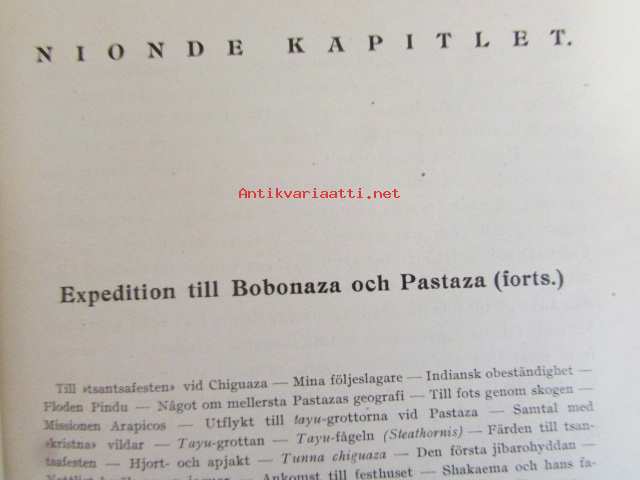 NIONDE KAPITLET.
Antikvariaatti.net
Expedition till Bobonaza och Pastaza (forts.)
Till »tsantsafesten» vid Chiguaza — Mina följeslagare — Indiansk obeständighet —
Floden Pindu — Något om mellersta Pastazas geografi — Till fots genom skogen —
Missionen Arapicos — Utflykt till tayu-grottorna vid Pastaza — Samtal med
»kristna» vildar — Tayu-grottan — Tayu-fågeln (Steathornis) — Färden till tsan-
tsafesten — Hjort- och apjakt — Tunna chiguaza — Den första jibarohyddan —
Ankomst till festhuset — Shakaema och hans fa-